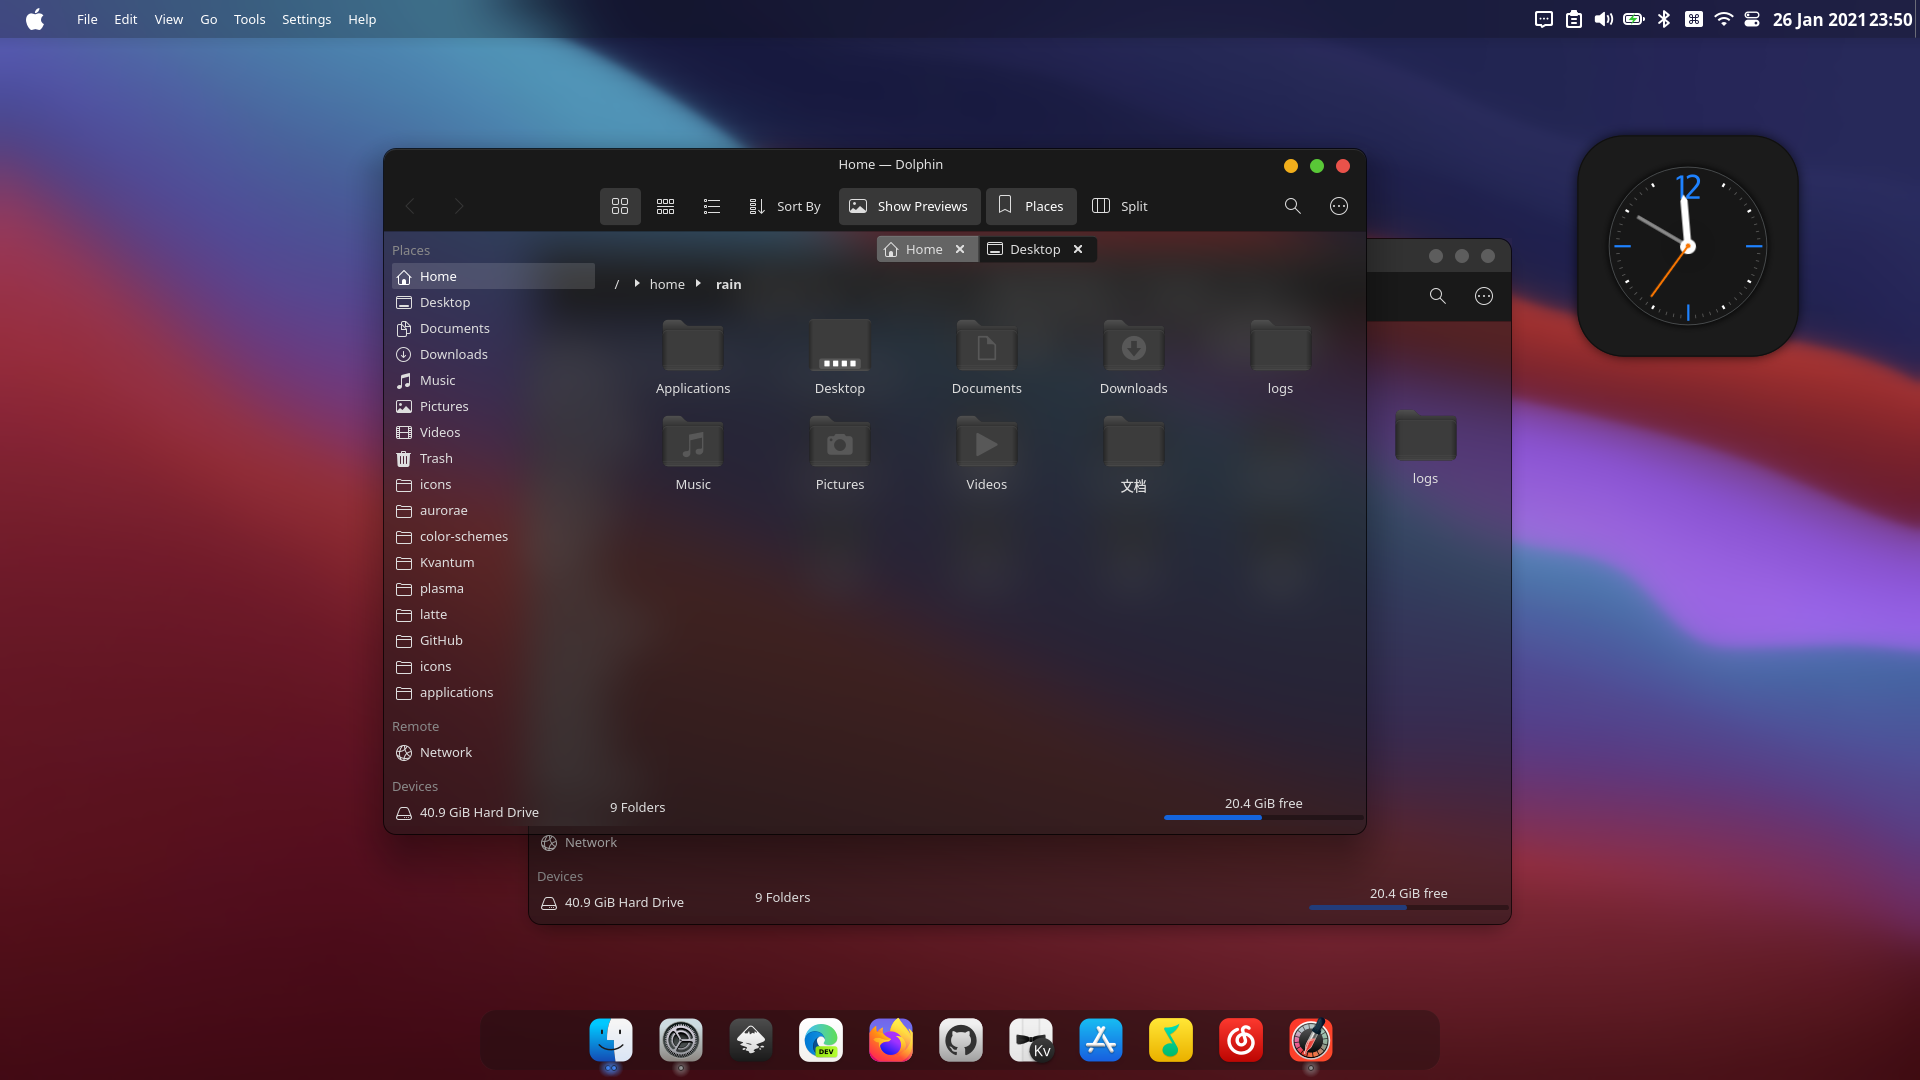 File Edit View Go Tools Settings Help
26 Jan 2021 23:50
Home — Dolphin
Sort By Show Previews Places Split
Home Desktop
/ home rain
Places
Home
Desktop
Documents
Downloads
Music
Pictures
Videos
Trash
icons
aurorae
color-schemes
Kvantum
plasma
latte
GitHub
icons
applications
Remote
Network
Devices
40.9 GiB Hard Drive
Applications Desktop Documents Downloads logs
Music Pictures Videos 文档
9 Folders
20.4 GiB free
logs
Network
Devices
40.9 GiB Hard Drive
9 Folders
20.4 GiB free
12
DEV
Kv